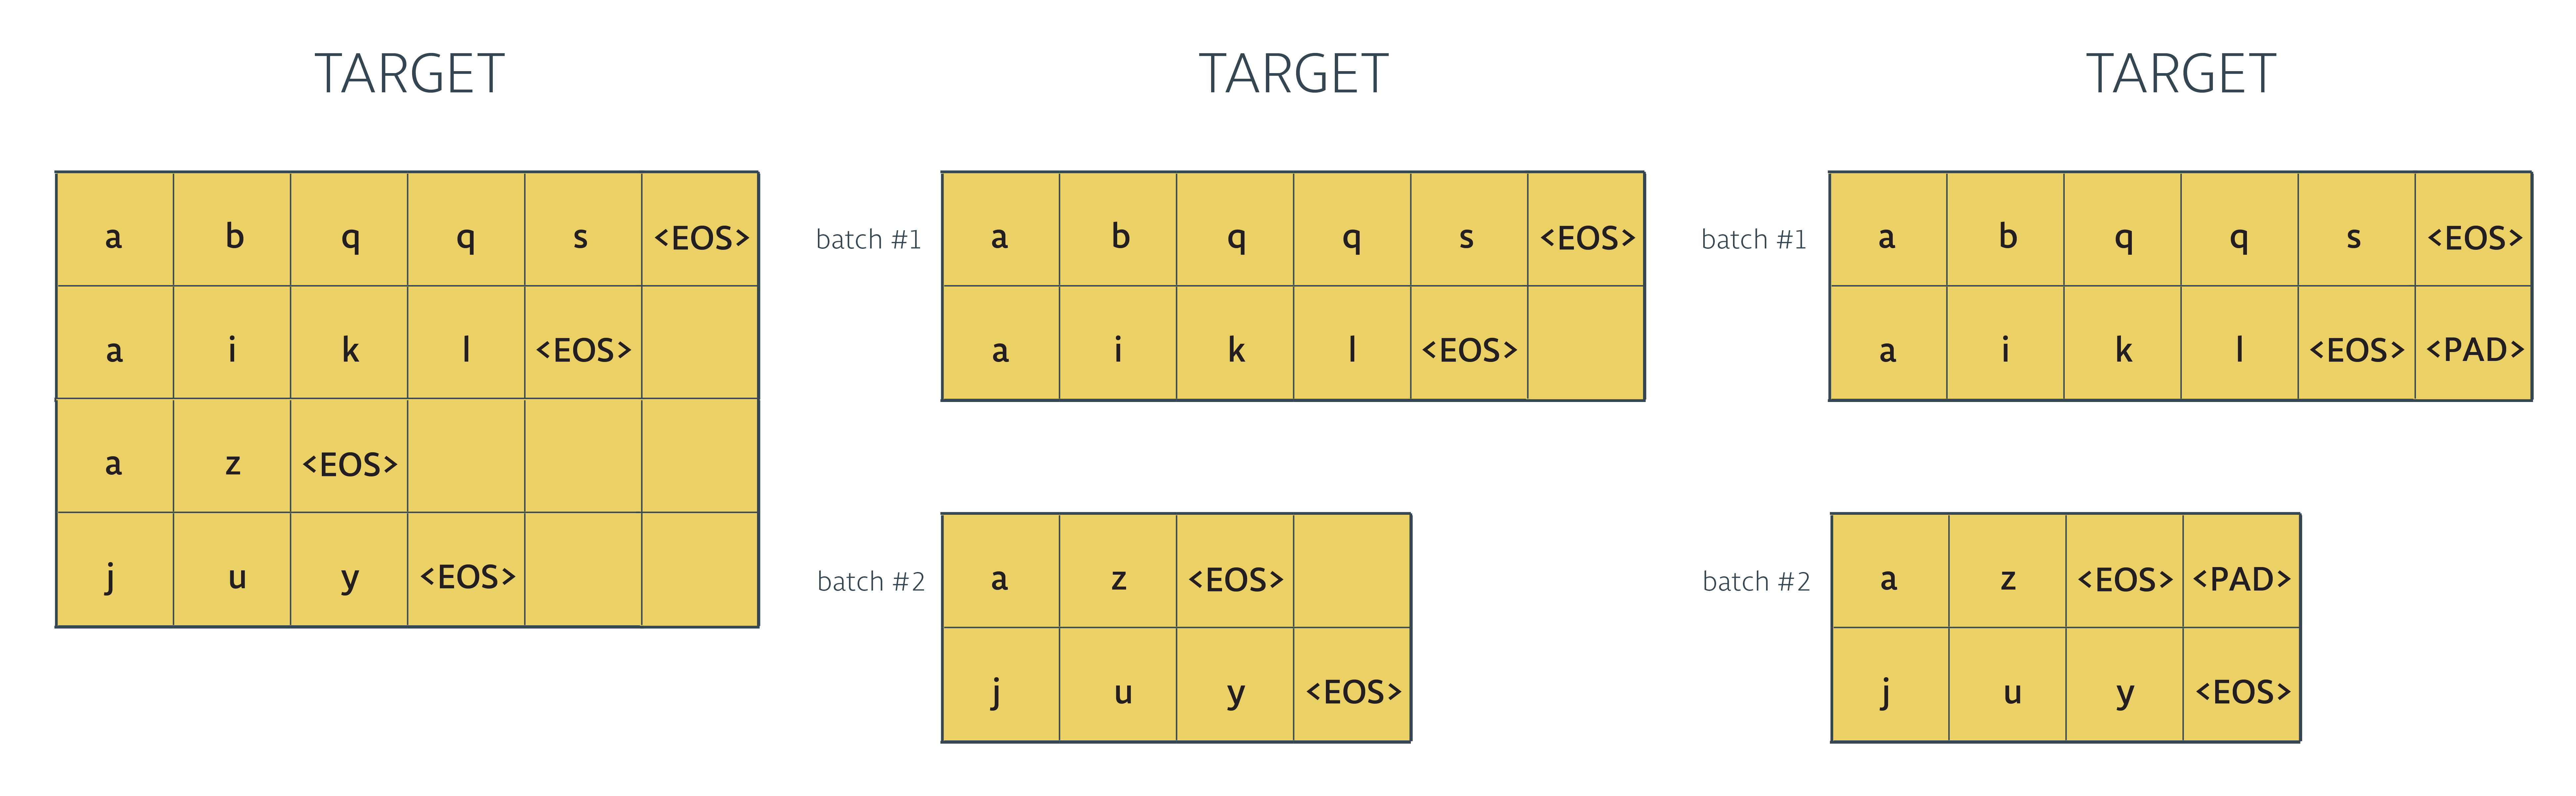 TARGET
a b q q s <EOS>
a i k l <EOS>
a z <EOS>
j u y <EOS>
TARGET
batch #1
a b q q s <EOS>
a i k l <EOS>
batch #2
a z <EOS>
j u y <EOS>
TARGET
batch #1
a b q q s <EOS>
a i k l <EOS> <PAD>
batch #2
a z <EOS> <PAD>
j u y <EOS>